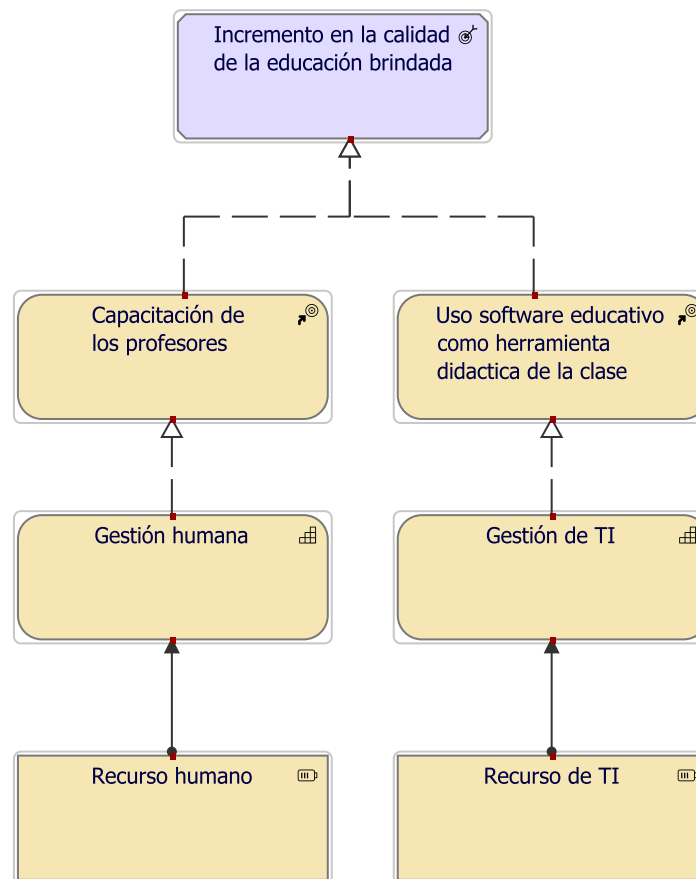 Incremento en la calidad
de la educación brindada
Capacitación de
los profesores
Uso software educativo
como herramienta
didactica de la clase
Gestión humana
Gestión de TI
Recurso humano
Recurso de TI